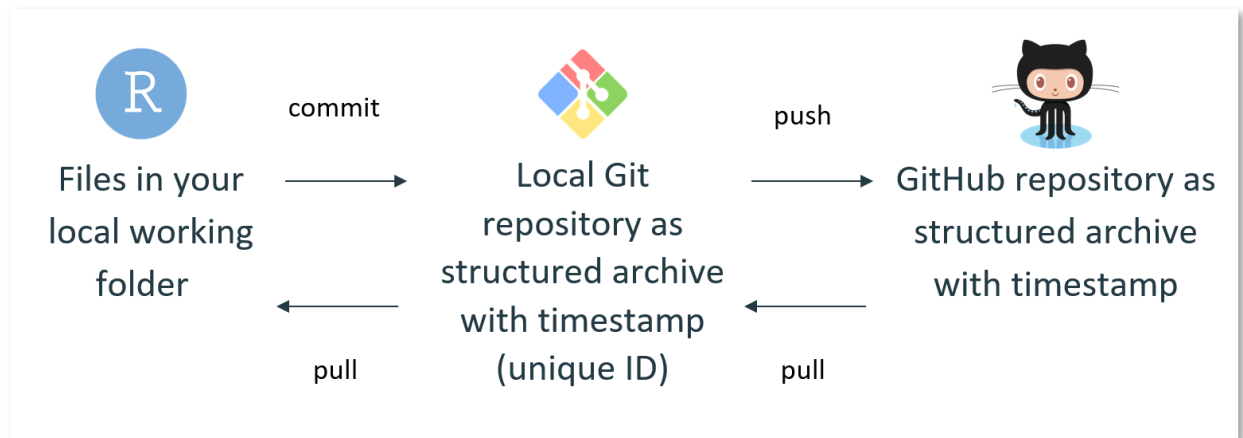 R
commit
push
Files in your
local working
folder
Local Git
repository as
structured archive
with timestamp
(unique ID)
GitHub repository as
structured archive
with timestamp
pull
pull